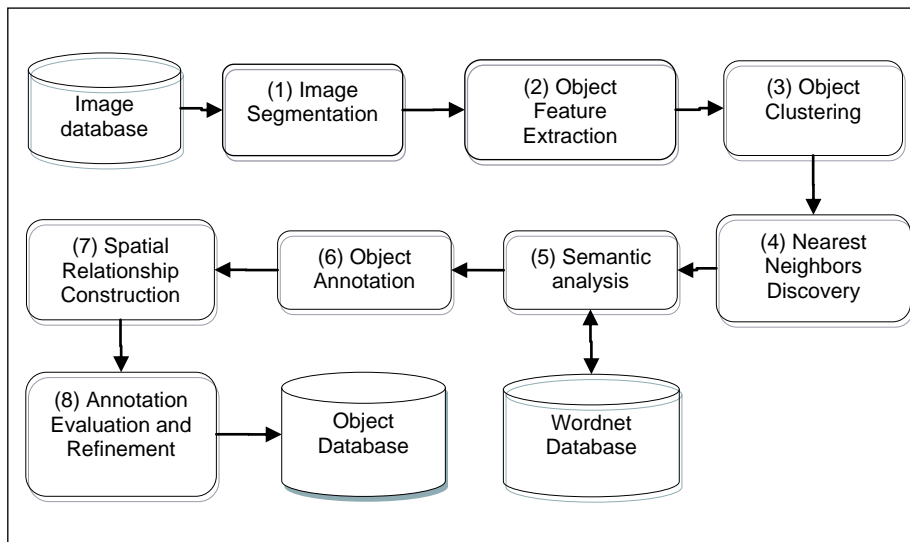 Image
database
(1) Image
Segmentation
(2) Object
Feature
Extraction
(3) Object
Clustering
(4) Nearest
Neighbors
Discovery
(5) Semantic
analysis
(6) Object
Annotation
(7) Spatial
Relationship
Construction
(8) Annotation
Evaluation and
Refinement
Object
Database
Wordnet
Database